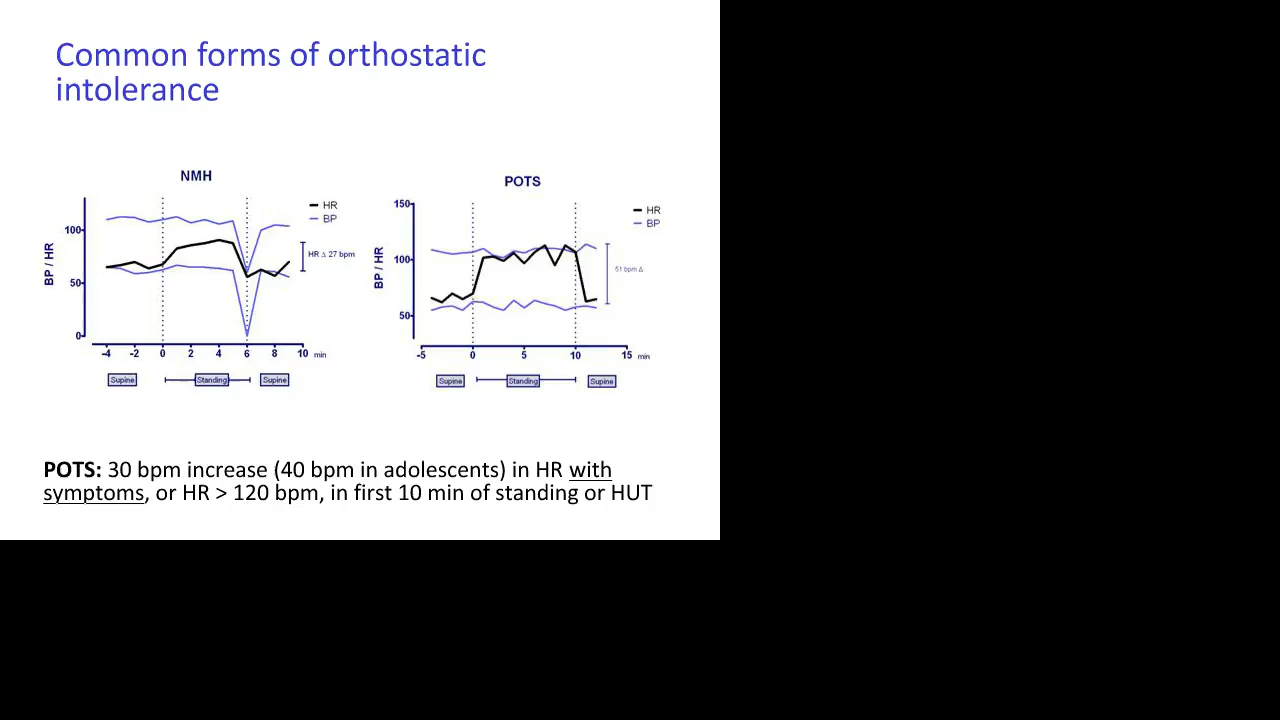 Common forms of orthostatic
intolerance
NMH
HR
BP
BP / HR
100
50
0
HR Δ 27 bpm
-4 -2 0 2 4 6 8 10 min
Supine Standing Supine
POTS
HR
BP
BP / HR
150
100
50
51 bpm Δ
-5 0 5 10 15 min
Supine Standing Supine
POTS: 30 bpm increase (40 bpm in adolescents) in HR with
symptoms, or HR > 120 bpm, in first 10 min of standing or HUT